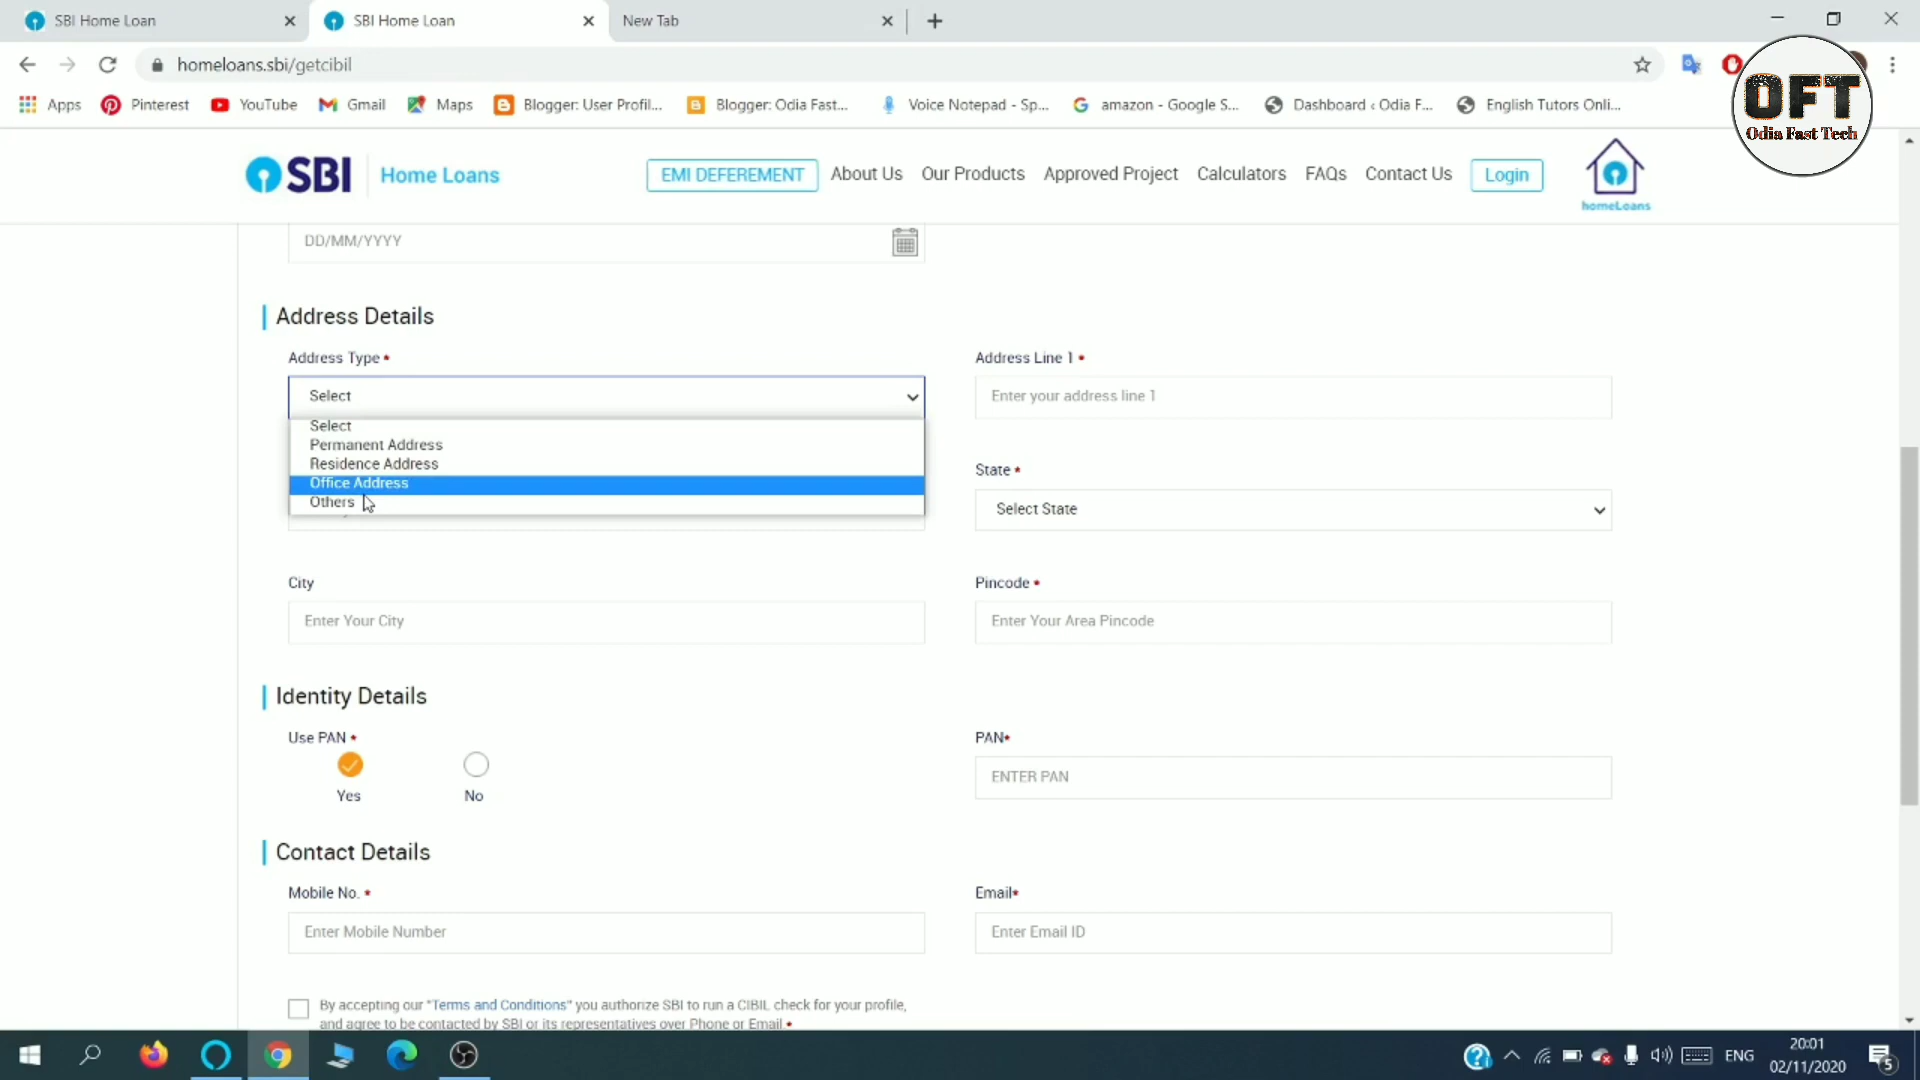 SBI Home Loan
SBI Home Loan
New Tab
homeloans.sbi/getcibil
Apps
Pinterest
YouTube
Gmail
Maps
Blogger: User Profil...
Blogger: Odia Fast...
Voice Notepad - Sp...
amazon - Google S...
Dashboard ‹ Odia F...
English Tutors Onli...
OFT
Odia Fast Tech
SBI
Home Loans
EMI DEFEREMENT
About Us
Our Products
Approved Project
Calculators
FAQs
Contact Us
Login
homeLoans
DD/MM/YYYY
Address Details
Address Type *
Address Line 1 *
Select
Enter your address line 1
Select
Permanent Address
Residence Address
Office Address
Others
State *
Select State
City
Pincode *
Enter Your City
Enter Your Area Pincode
Identity Details
Use PAN *
PAN*
Yes
No
ENTER PAN
Contact Details
Mobile No. *
Email*
Enter Mobile Number
Enter Email ID
By accepting our "Terms and Conditions" you authorize SBI to run a CIBIL check for your profile,
and agree to be contacted by SBI or its representatives over Phone or Email *
ENG
20:01
02/11/2020
5